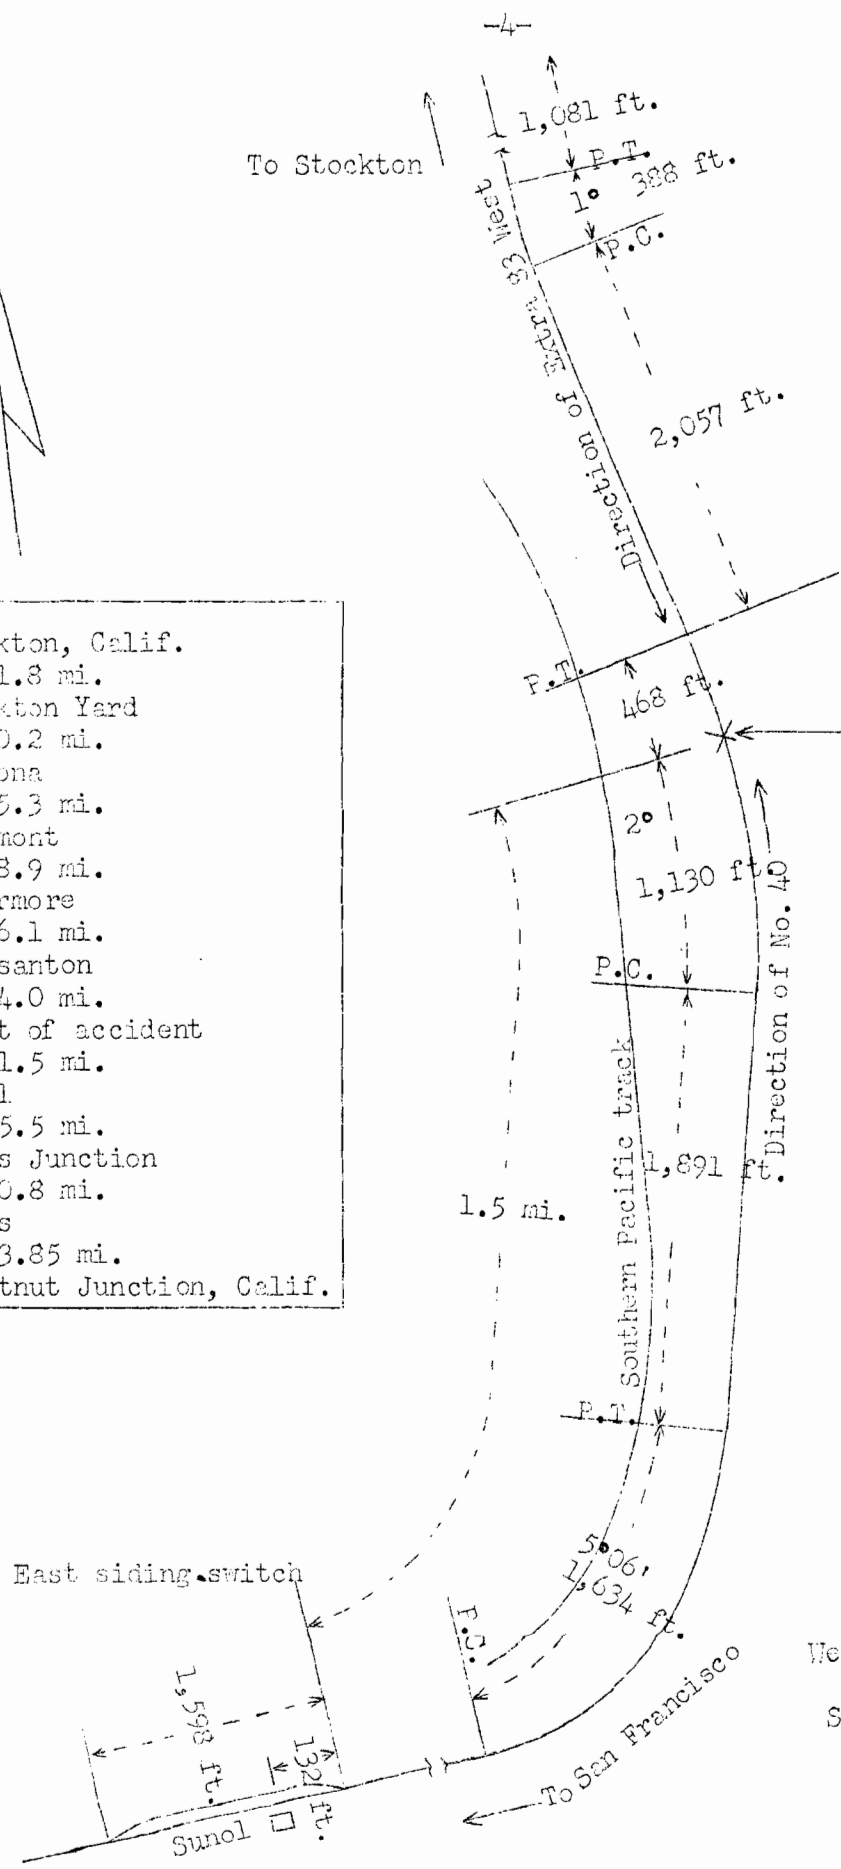 -4-
1,081 ft.
To Stockton
P.T.
1° 388 ft.
P.C.
Direction of Extra 93 West
2,057 ft.
kton, Calif.
1.8 mi.
kton Yard
0.2 mi.
ona
5.3 mi.
mont
8.9 mi.
rmore
6.1 mi.
santon
4.0 mi.
t of accident
1.5 mi.
l
5.5 mi.
s Junction
0.8 mi.
s
3.85 mi.
tnut Junction, Calif.
P.T.
468 ft.
2°
1,130 ft.
P.C.
Direction of No. 40
Southern Pacific track
1,891 ft.
1.5 mi.
P.T.
East siding switch
5°06'
1,634 ft.
P.C.
We
S
1,598 ft.
132 ft.
To San Francisco
Sunol